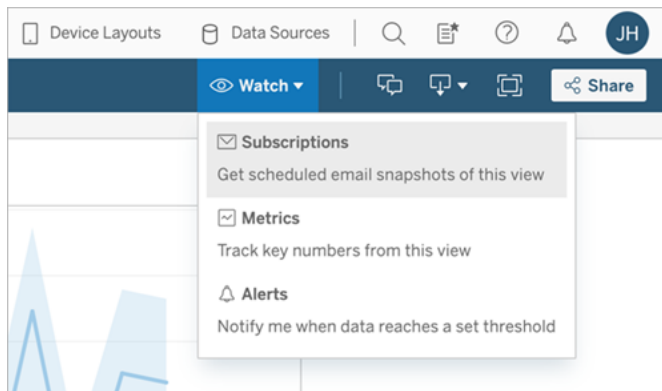 Device Layouts
Data Sources
JH
Watch
Share
Subscriptions
Get scheduled email snapshots of this view
Metrics
Track key numbers from this view
Alerts
Notify me when data reaches a set threshold